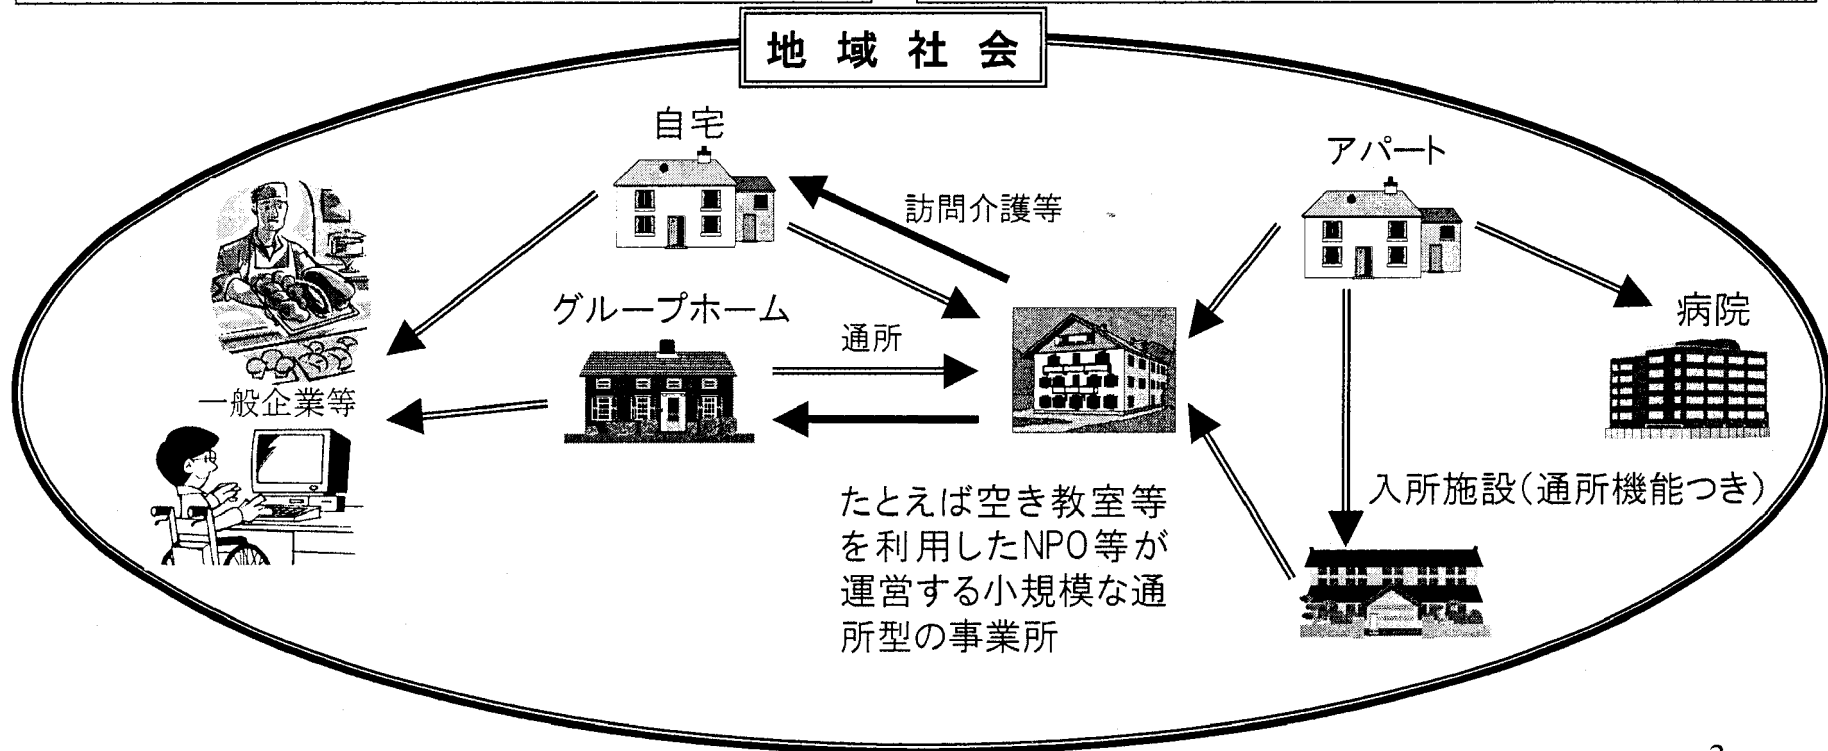 地域社会
自宅
アパート
訪問介護等
グループホーム
通所
病院
一般企業等
入所施設（通所機能つき）
たとえば空き教室等
を利用したNPO等が
運営する小規模な通
所型の事業所